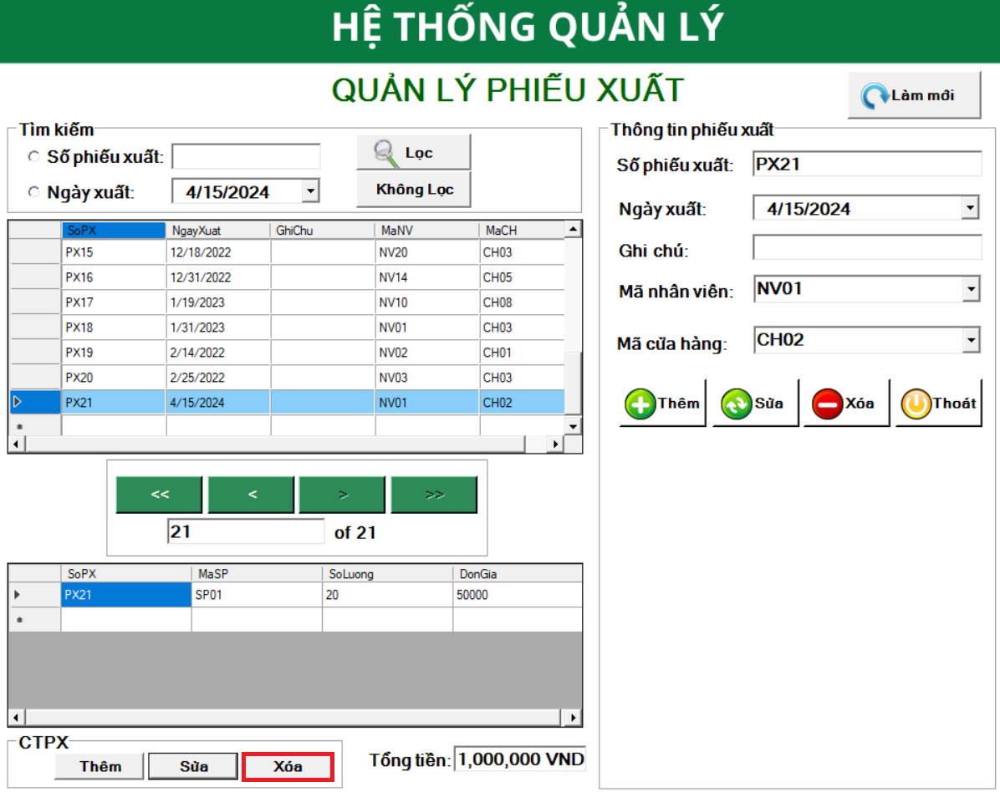 HỆ THỐNG QUẢN LÝ
QUẢN LÝ PHIẾU XUẤT
Làm mới
Tìm kiếm
Số phiếu xuất:
Lọc
Ngày xuất: 4/15/2024
Không Lọc
SoPX NgayXuat GhiChu MaNV MaCH
PX15 12/18/2022 NV20 CH03
PX16 12/31/2022 NV14 CH05
PX17 1/19/2023 NV10 CH08
PX18 1/31/2023 NV01 CH03
PX19 2/14/2022 NV02 CH01
PX20 2/25/2022 NV03 CH03
PX21 4/15/2024 NV01 CH02
<< < > >>
21 of 21
SoPX MaSP SoLuong DonGia
PX21 SP01 20 50000
CTPX
Thêm Sửa Xóa
Tổng tiền: 1,000,000 VND
Thông tin phiếu xuất
Số phiếu xuất: PX21
Ngày xuất: 4/15/2024
Ghi chú:
Mã nhân viên: NV01
Mã cửa hàng: CH02
Thêm Sửa Xóa Thoát